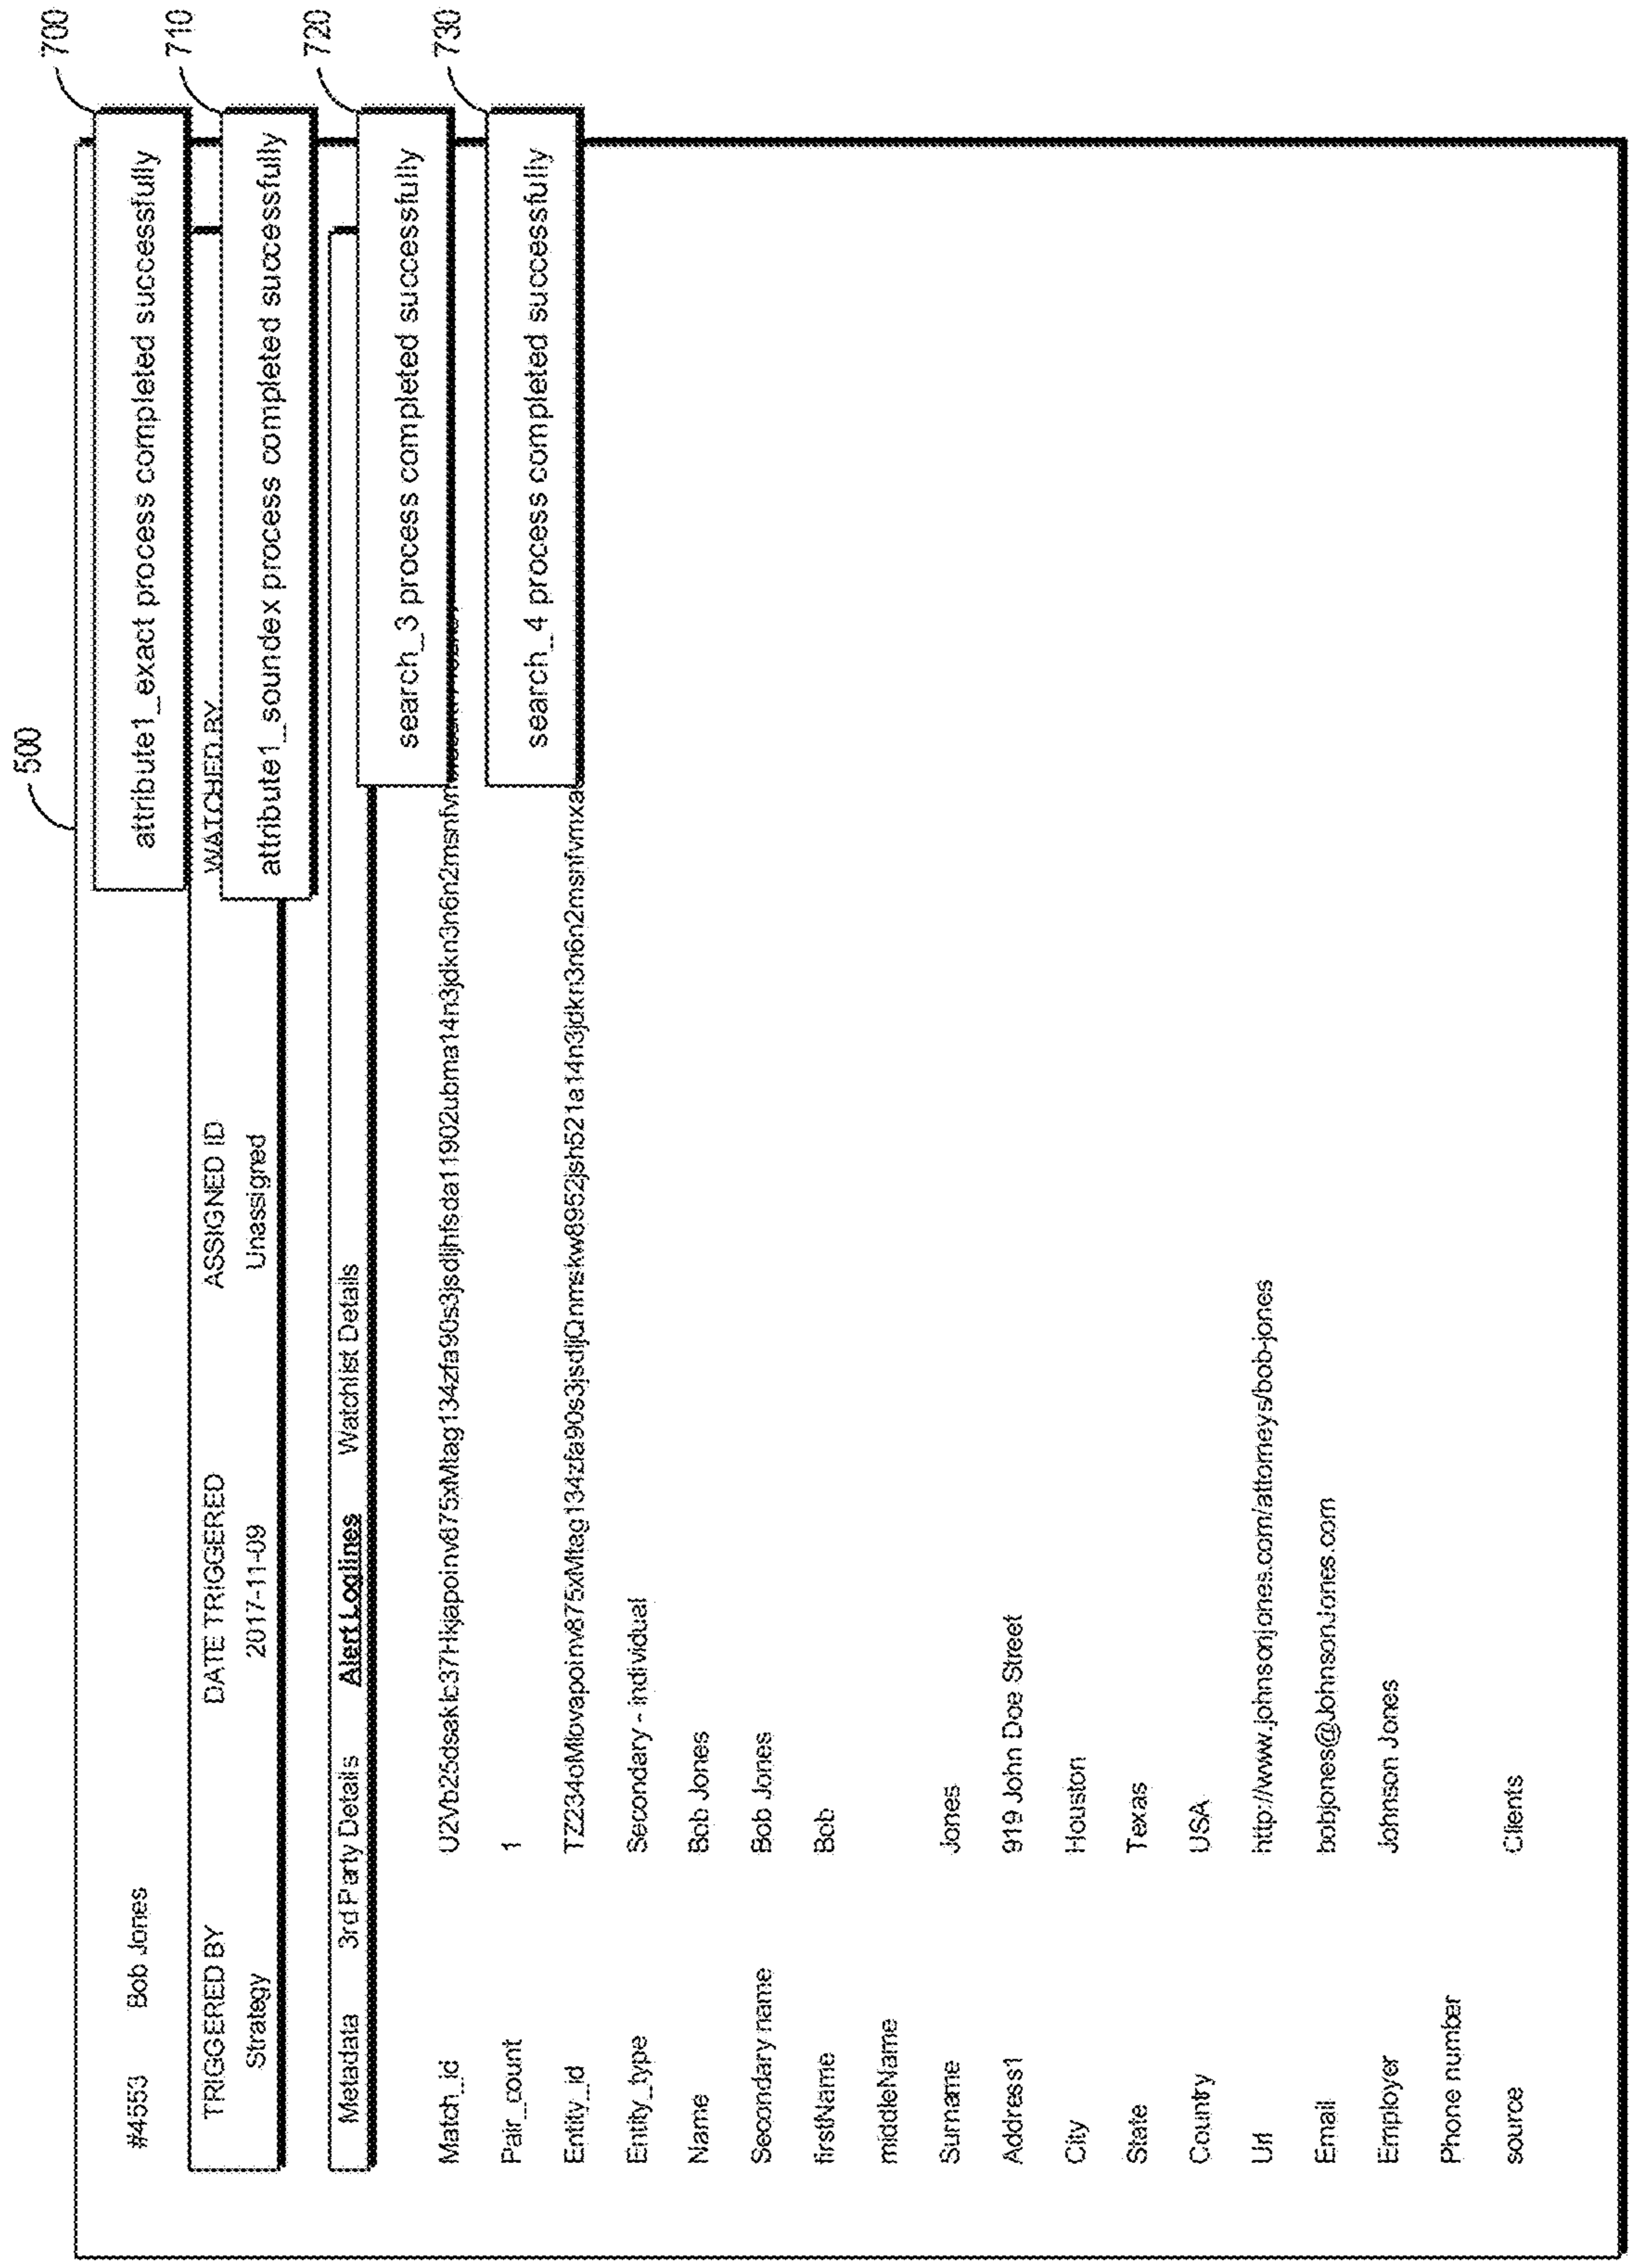 500
#4553 Bob Jones
attribute1_exact process completed successfully
700
TRIGGERED BY DATE TRIGGERED ASSIGNED ID WATCHED BY
Strategy 2017-11-09 Unassigned
attribute1_soundex process completed successfully
710
Metadata 3rd Party Details Alert Loglines Watchlist Details
search_3 process completed successfully
720
Match_id
Pair_count 1
search_4 process completed successfully
730
Entity_id
Entity_type Secondary - individual
Name Bob Jones
Secondary name Bob Jones
firstName Bob
middleName
Surname Jones
Address1 919 John Doe Street
City Houston
State Texas
Country USA
Url http://www.johnsonjones.com/attorneys/bob-jones
Email bobjones@JohnsonJones.com
Employer Johnson Jones
Phone number
source Clients